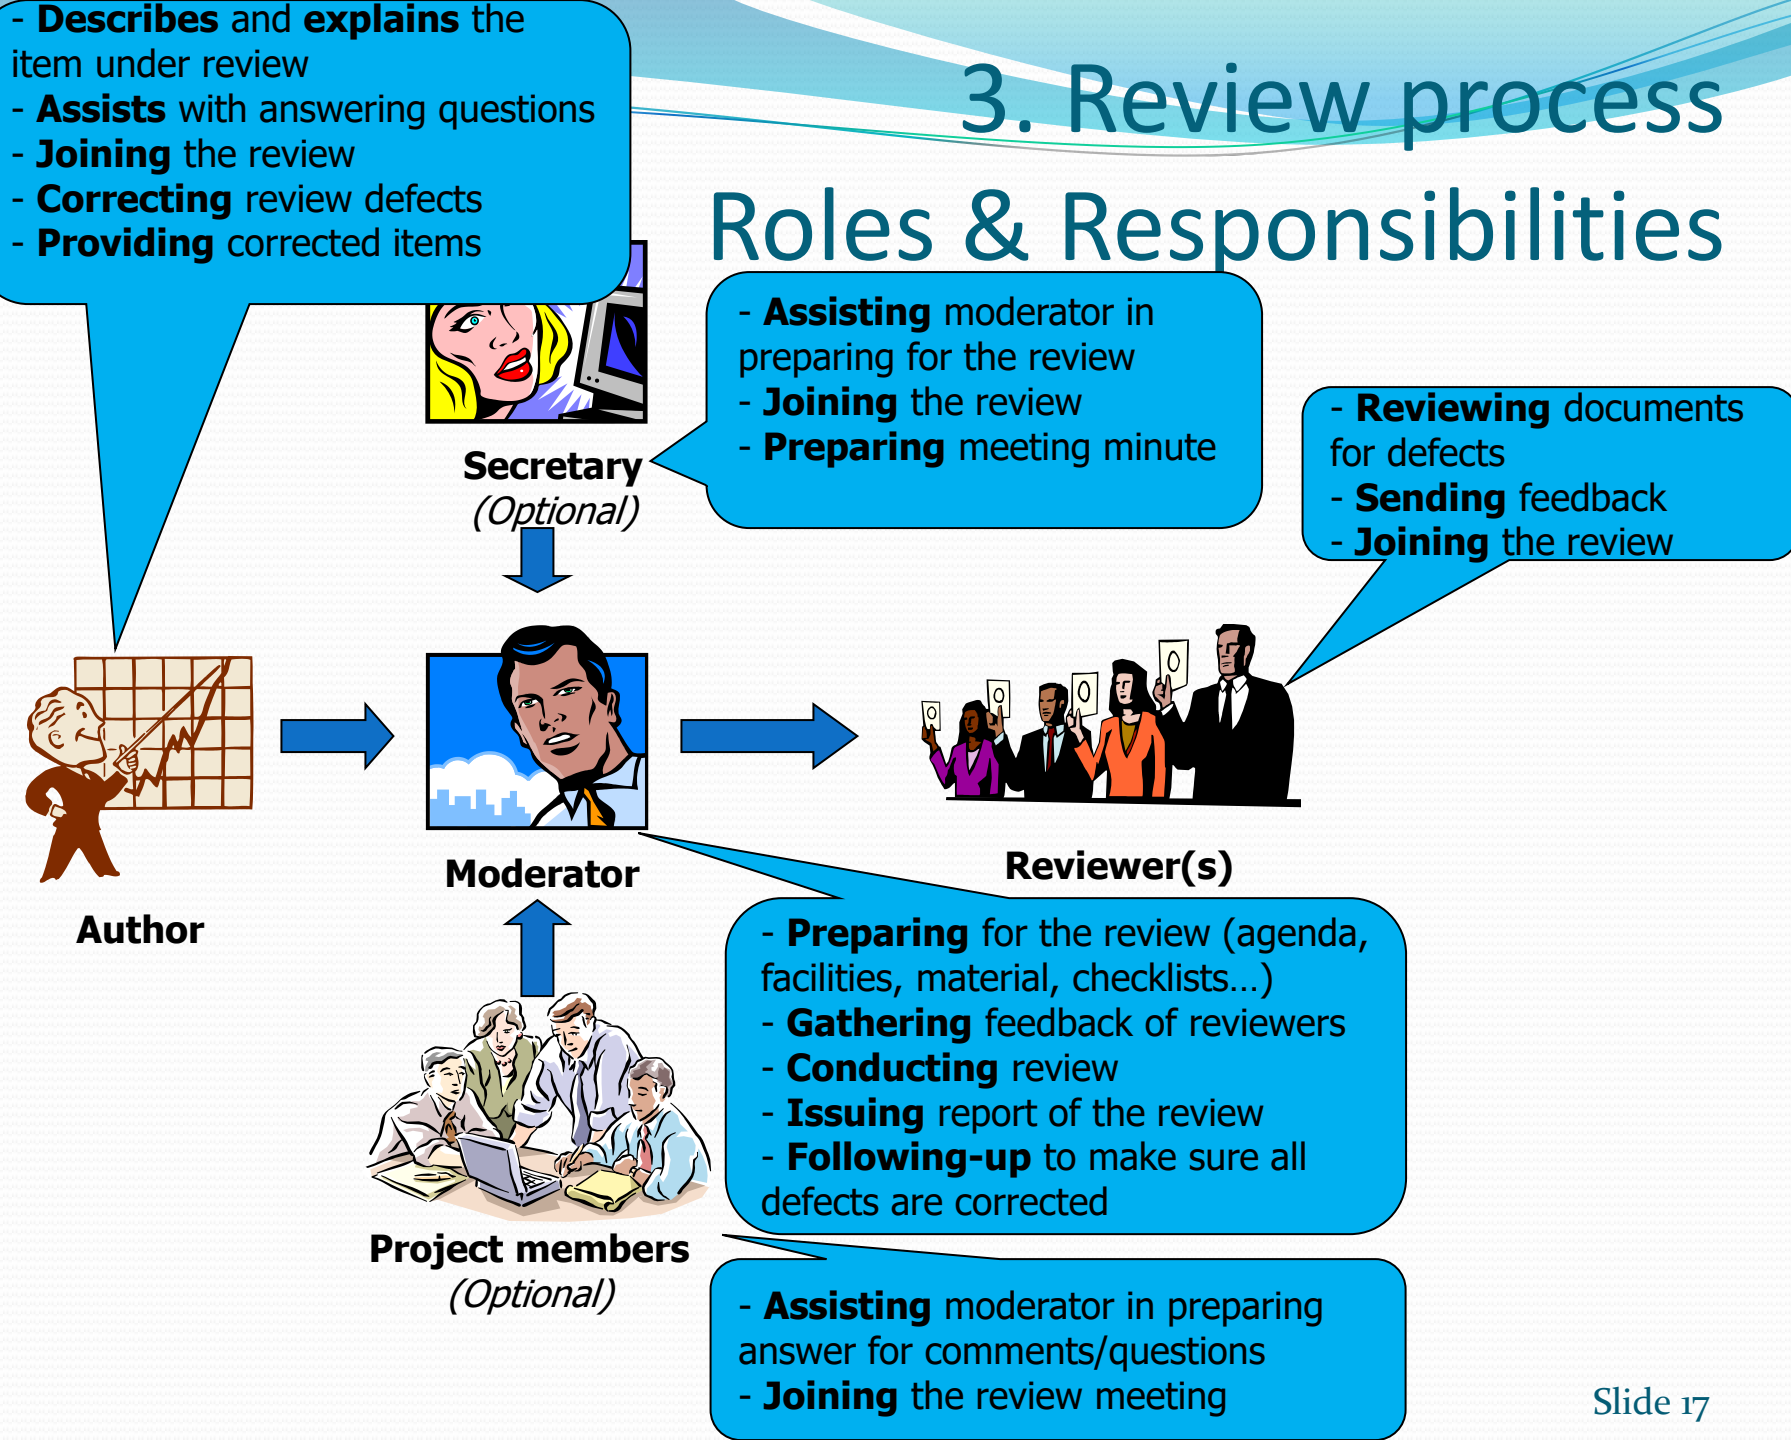 - Describes and explains the
item under review
- Assists with answering questions
- Joining the review
- Correcting review defects
- Providing corrected items
3. Review process
Roles & Responsibilities
- Assisting moderator in
preparing for the review
- Joining the review
- Preparing meeting minute
Secretary
(Optional)
- Reviewing documents
for defects
- Sending feedback
- Joining the review
Author
Moderator
Reviewer(s)
- Preparing for the review (agenda,
facilities, material, checklists...)
- Gathering feedback of reviewers
- Conducting review
- Issuing report of the review
- Following-up to make sure all
defects are corrected
Project members
(Optional)
- Assisting moderator in preparing
answer for comments/questions
- Joining the review meeting
Slide 17